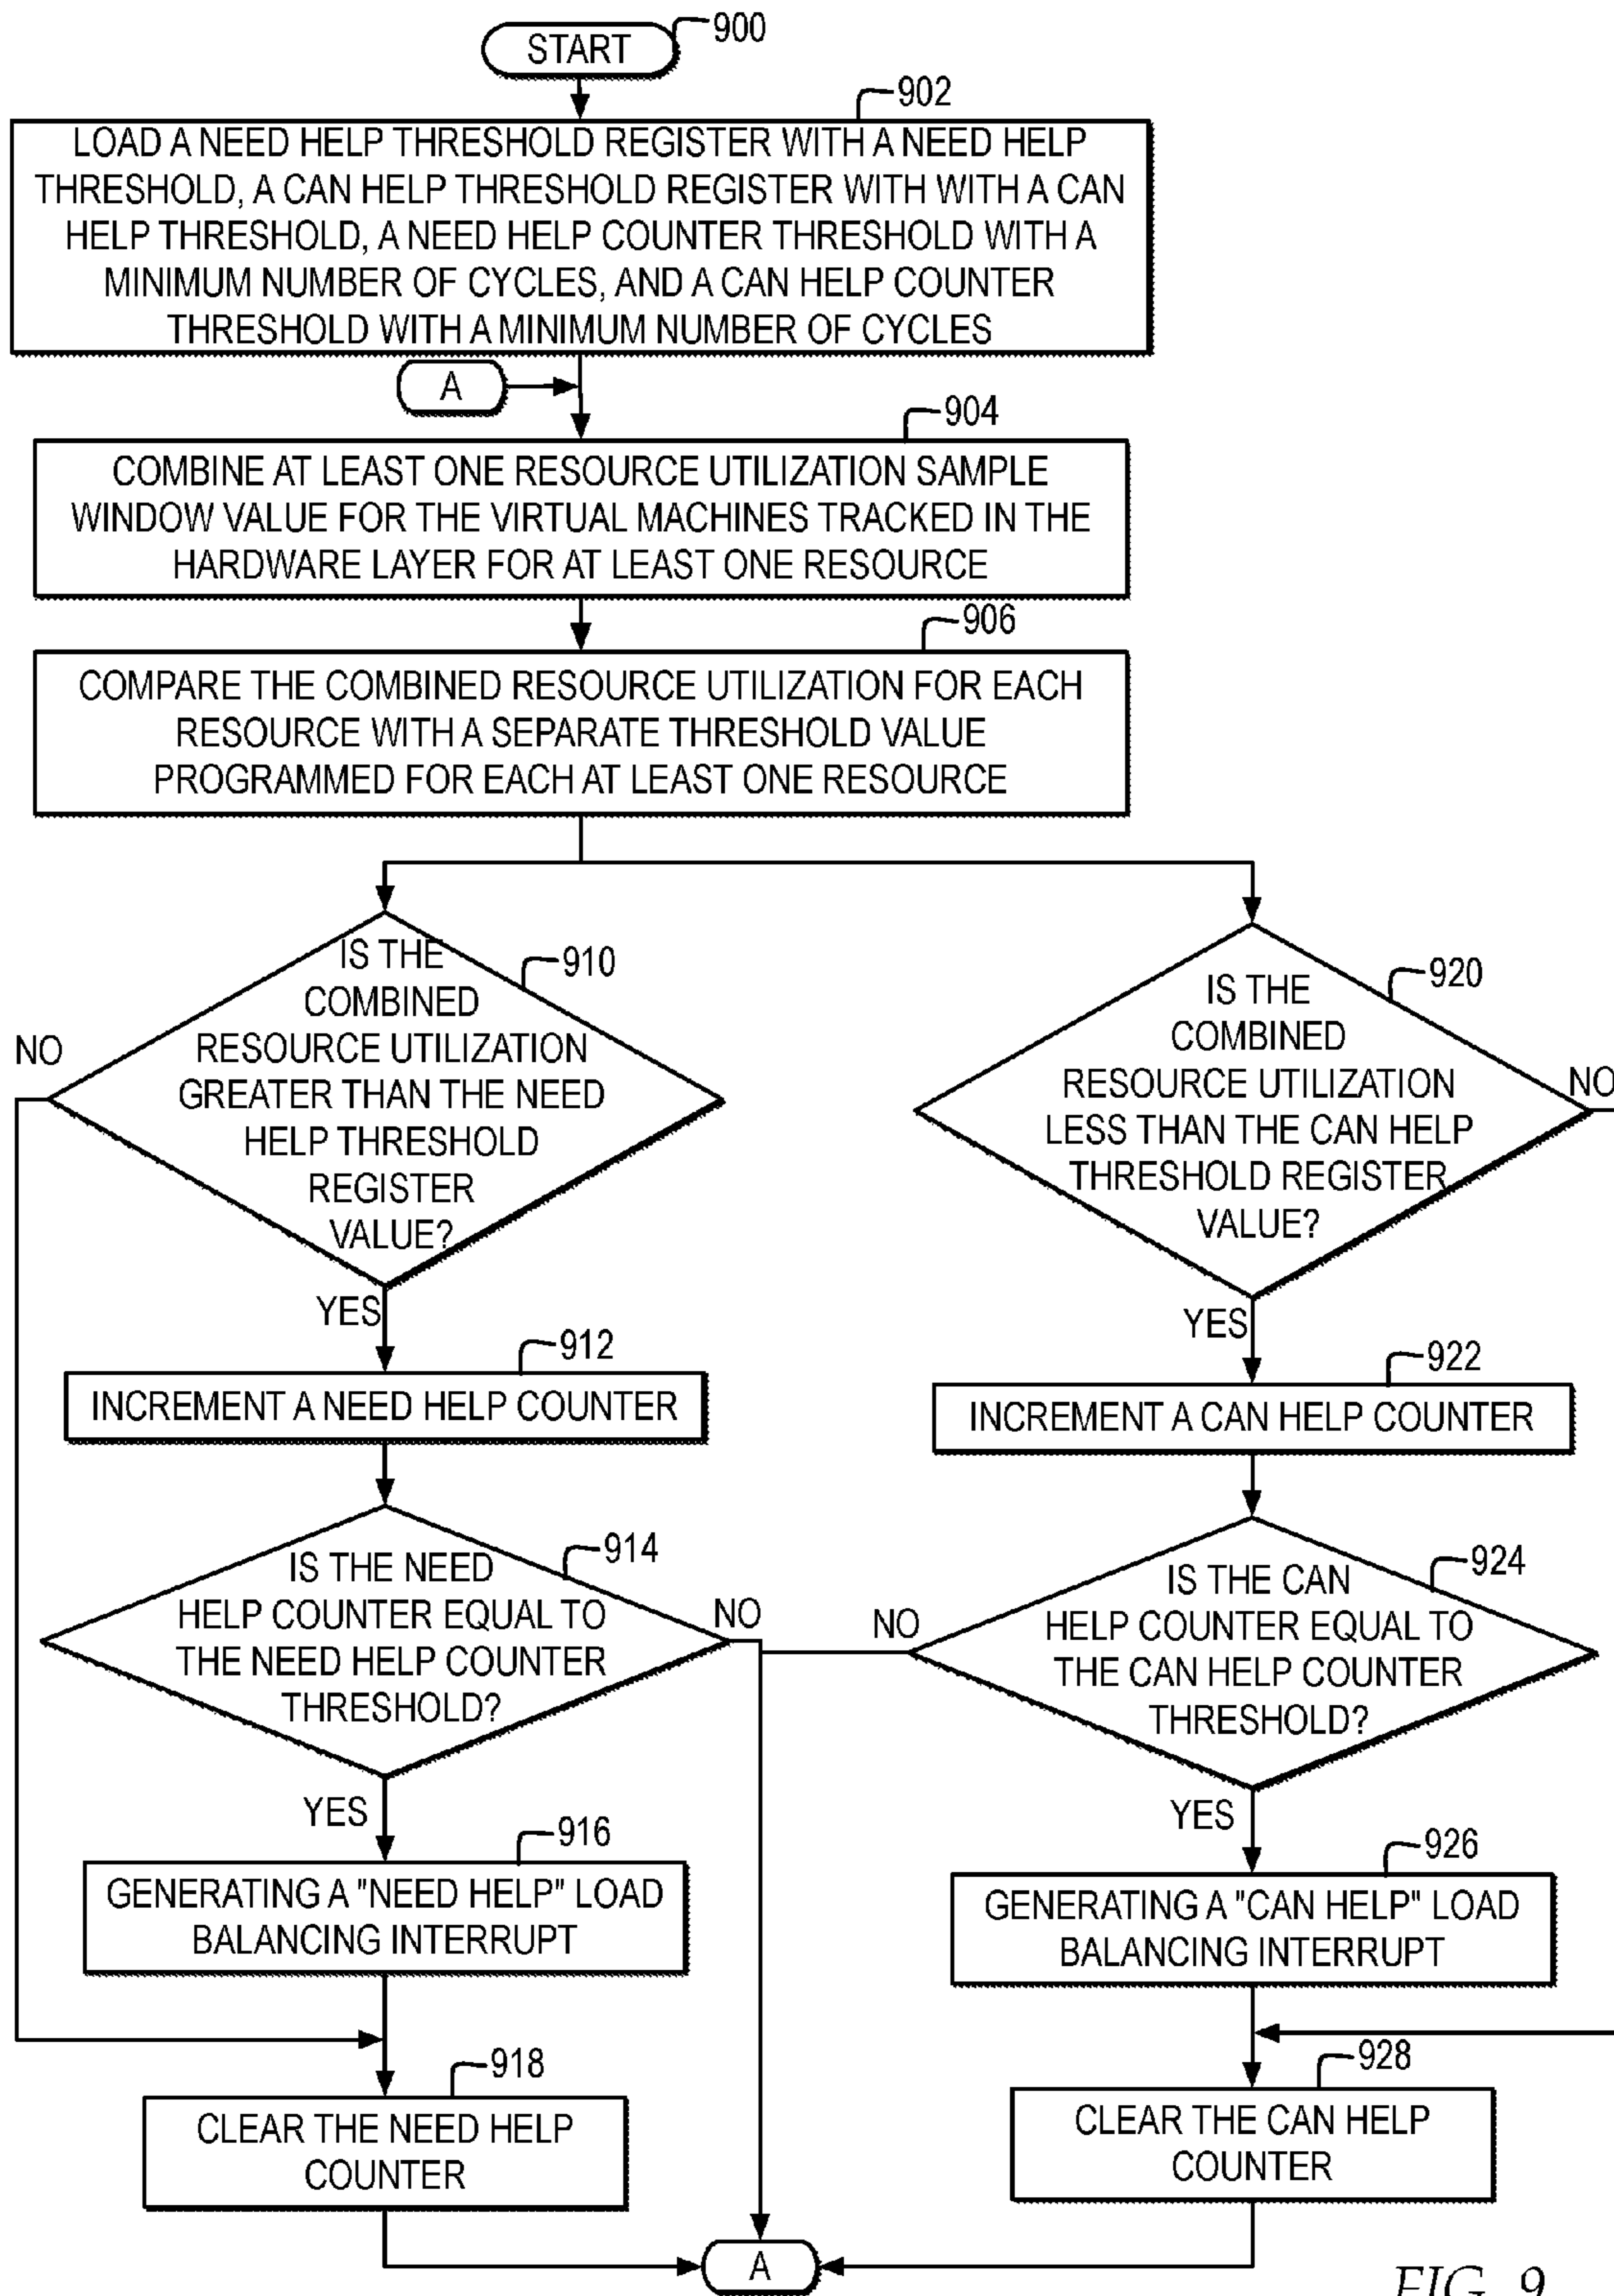 START
900
902
LOAD A NEED HELP THRESHOLD REGISTER WITH A NEED HELP
THRESHOLD, A CAN HELP THRESHOLD REGISTER WITH WITH A CAN
HELP THRESHOLD, A NEED HELP COUNTER THRESHOLD WITH A
MINIMUM NUMBER OF CYCLES, AND A CAN HELP COUNTER
THRESHOLD WITH A MINIMUM NUMBER OF CYCLES
A
904
COMBINE AT LEAST ONE RESOURCE UTILIZATION SAMPLE
WINDOW VALUE FOR THE VIRTUAL MACHINES TRACKED IN THE
HARDWARE LAYER FOR AT LEAST ONE RESOURCE
906
COMPARE THE COMBINED RESOURCE UTILIZATION FOR EACH
RESOURCE WITH A SEPARATE THRESHOLD VALUE
PROGRAMMED FOR EACH AT LEAST ONE RESOURCE
910
IS THE
COMBINED
RESOURCE UTILIZATION
GREATER THAN THE NEED
HELP THRESHOLD
REGISTER
VALUE?
NO
YES
912
INCREMENT A NEED HELP COUNTER
914
IS THE NEED
HELP COUNTER EQUAL TO
THE NEED HELP COUNTER
THRESHOLD?
NO
YES
916
GENERATING A "NEED HELP" LOAD
BALANCING INTERRUPT
918
CLEAR THE NEED HELP
COUNTER
920
IS THE
COMBINED
RESOURCE UTILIZATION
LESS THAN THE CAN HELP
THRESHOLD REGISTER
VALUE?
NO
YES
922
INCREMENT A CAN HELP COUNTER
924
IS THE CAN
HELP COUNTER EQUAL TO
THE CAN HELP COUNTER
THRESHOLD?
NO
YES
926
GENERATING A "CAN HELP" LOAD
BALANCING INTERRUPT
928
CLEAR THE CAN HELP
COUNTER
A
FIG. 9